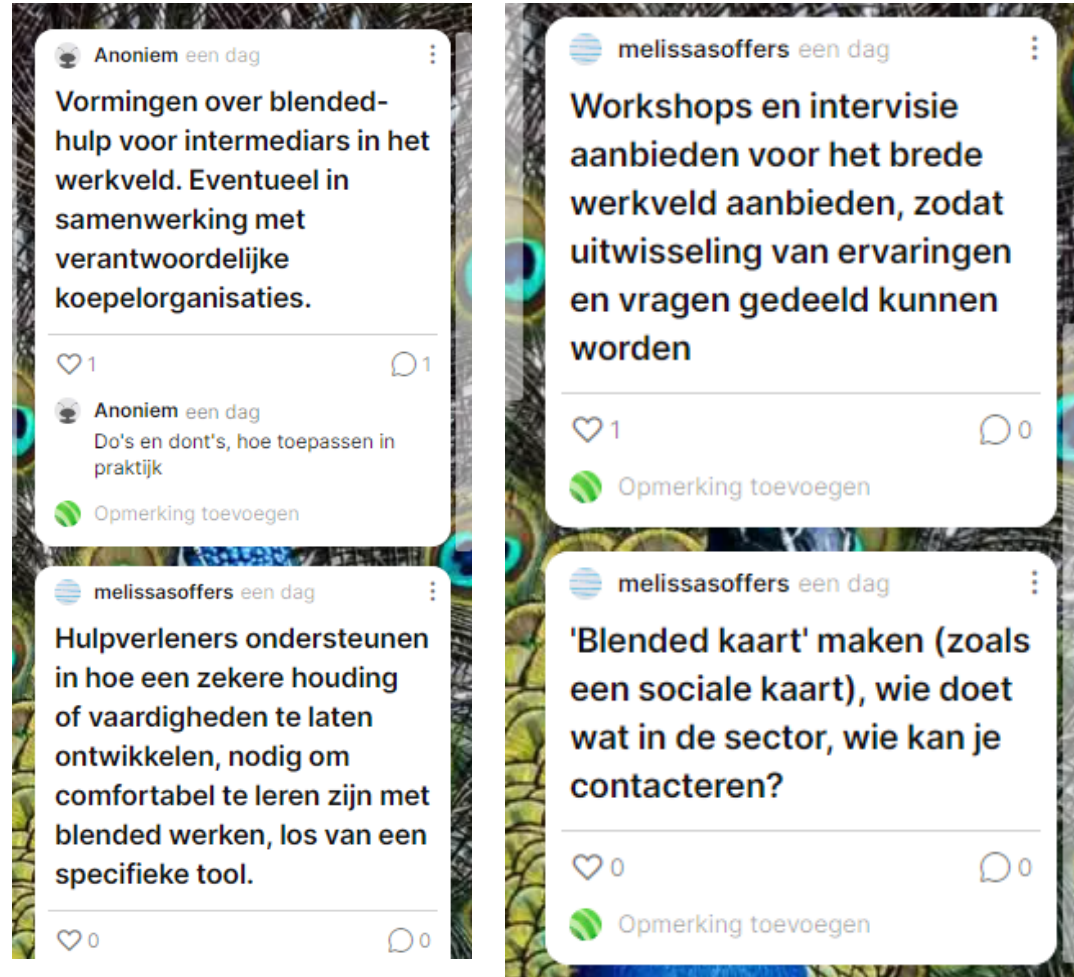 Anoniem een dag
Vormingen over blended-
hulp voor intermediars in het
werkveld. Eventueel in
samenwerking met
verantwoordelijke
koepelorganisaties.
1 1
Anoniem een dag
Do's en dont's, hoe toepassen in
praktijk
Opmerking toevoegen
melissasoffers een dag
Hulpverleners ondersteunen
in hoe een zekere houding
of vaardigheden te laten
ontwikkelen, nodig om
comfortabel te leren zijn met
blended werken, los van een
specifieke tool.
0 0
melissasoffers een dag
Workshops en intervisie
aanbieden voor het brede
werkveld aanbieden, zodat
uitwisseling van ervaringen
en vragen gedeeld kunnen
worden
1 0
Opmerking toevoegen
melissasoffers een dag
'Blended kaart' maken (zoals
een sociale kaart), wie doet
wat in de sector, wie kan je
contacteren?
0 0
Opmerking toevoegen